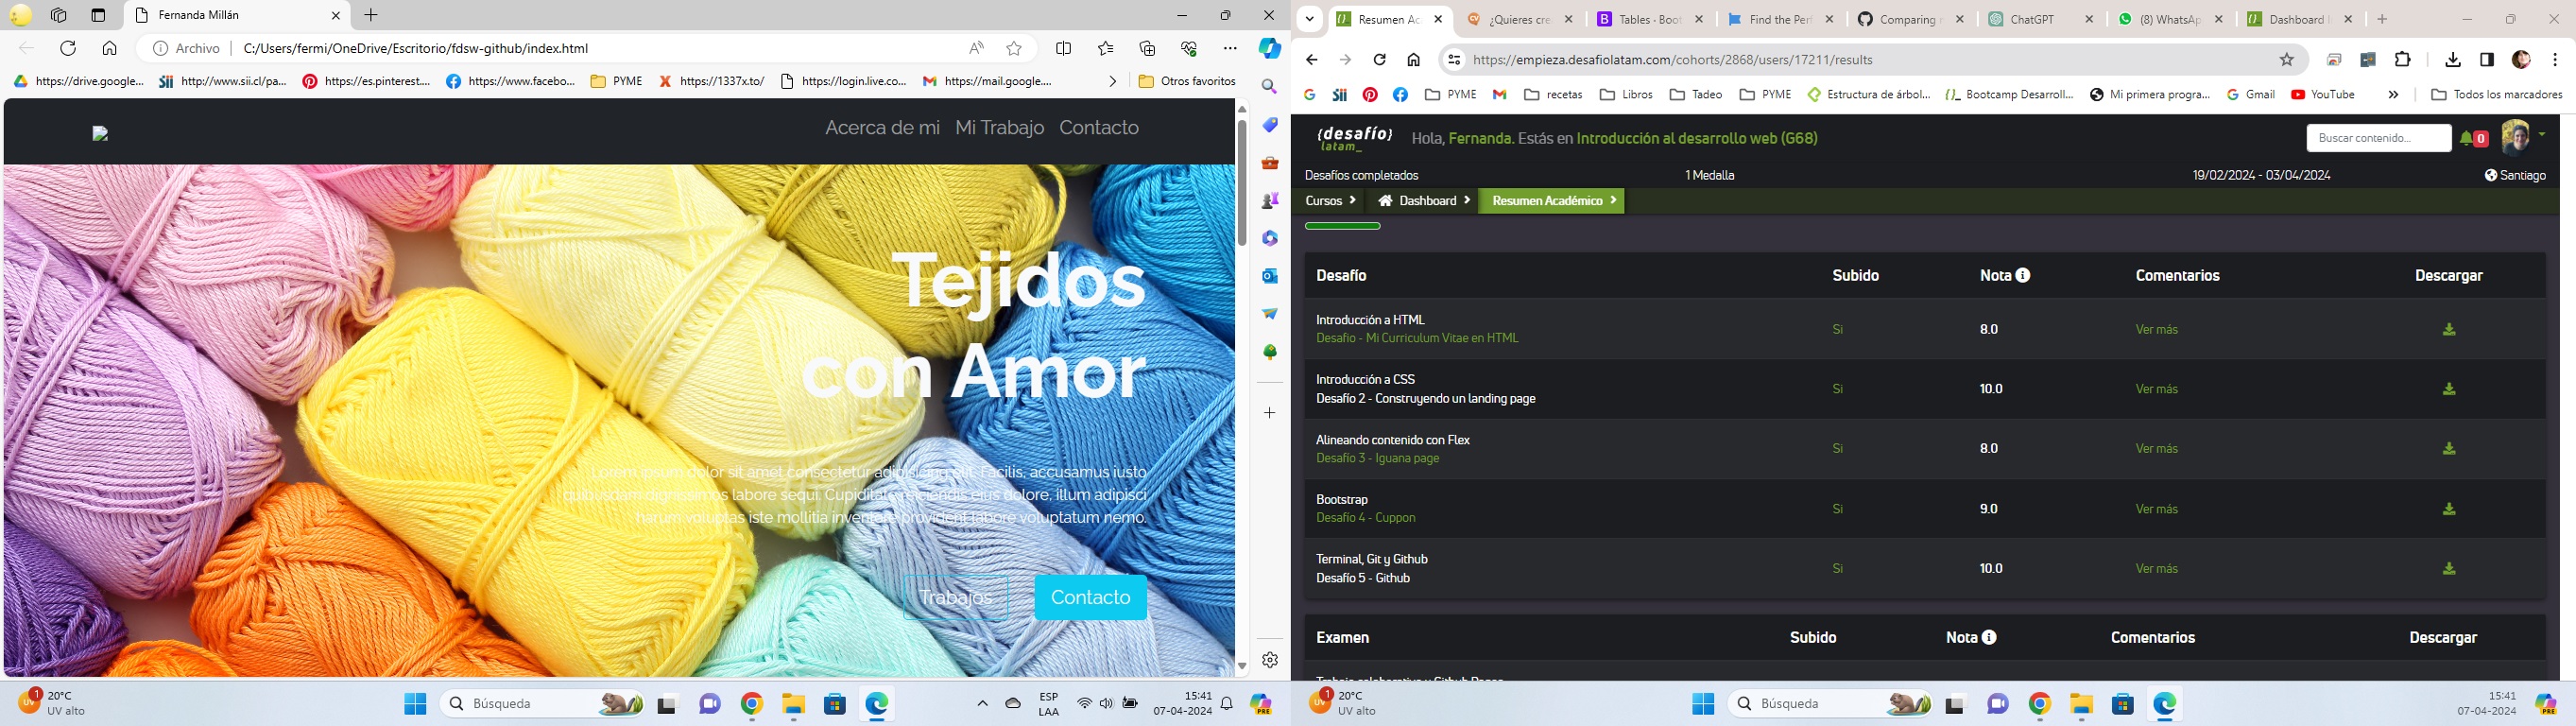 Fernanda Millán
Archivo
C:/Users/fermi/OneDrive/Escritorio/fdsw-github/index.html
https://drive.google...
http://www.sii.cl/pa...
https://es.pinterest....
https://www.facebo...
PYME
https://1337x.to/
https://login.live.co...
https://mail.google....
Otros favoritos
Acerca de mi
Mi Trabajo
Contacto
Tejidos
con Amor
Lorem ipsum dolor sit amet consectetur adipisicing elit. Facilis, accusamus iusto
quibusdam dignissimos labore sequi. Cupiditate reiciendis eius dolore, illum adipisci
harum voluptas iste mollitia inventore provident labore voluptatum nemo.
Trabajos
Contacto
1
20°C
UV alto
Búsqueda
ESP
LAA
15:41
07-04-2024
Resumen Ac
¿Quieres cre
Tables · Boot
Find the Perf
Comparing
ChatGPT
(8) WhatsAp
Dashboard
https://empieza.desafiolatam.com/cohorts/2868/users/17211/results
PYME
recetas
Libros
Tadeo
PYME
Estructura de árbol...
Bootcamp Desarroll...
Mi primera progra...
Gmail
YouTube
Todos los marcadores
{desafío}
latam_
Hola, Fernanda. Estás en Introducción al desarrollo web (G68)
Buscar contenido...
0
Desafíos completados
1 Medalla
19/02/2024 - 03/04/2024
Santiago
Cursos
Dashboard
Resumen Académico
Desafío Subido Nota Comentarios Descargar
Introducción a HTML
Desafío - Mi Curriculum Vitae en HTML
Si 8.0 Ver más
Introducción a CSS
Desafío 2 - Construyendo un landing page
Si 10.0 Ver más
Alineando contenido con Flex
Desafío 3 - Iguana page
Si 8.0 Ver más
Bootstrap
Desafío 4 - Cuppon
Si 9.0 Ver más
Terminal, Git y Github
Desafío 5 - Github
Si 10.0 Ver más
Examen Subido Nota Comentarios Descargar
1
20°C
UV alto
Búsqueda
15:41
07-04-2024